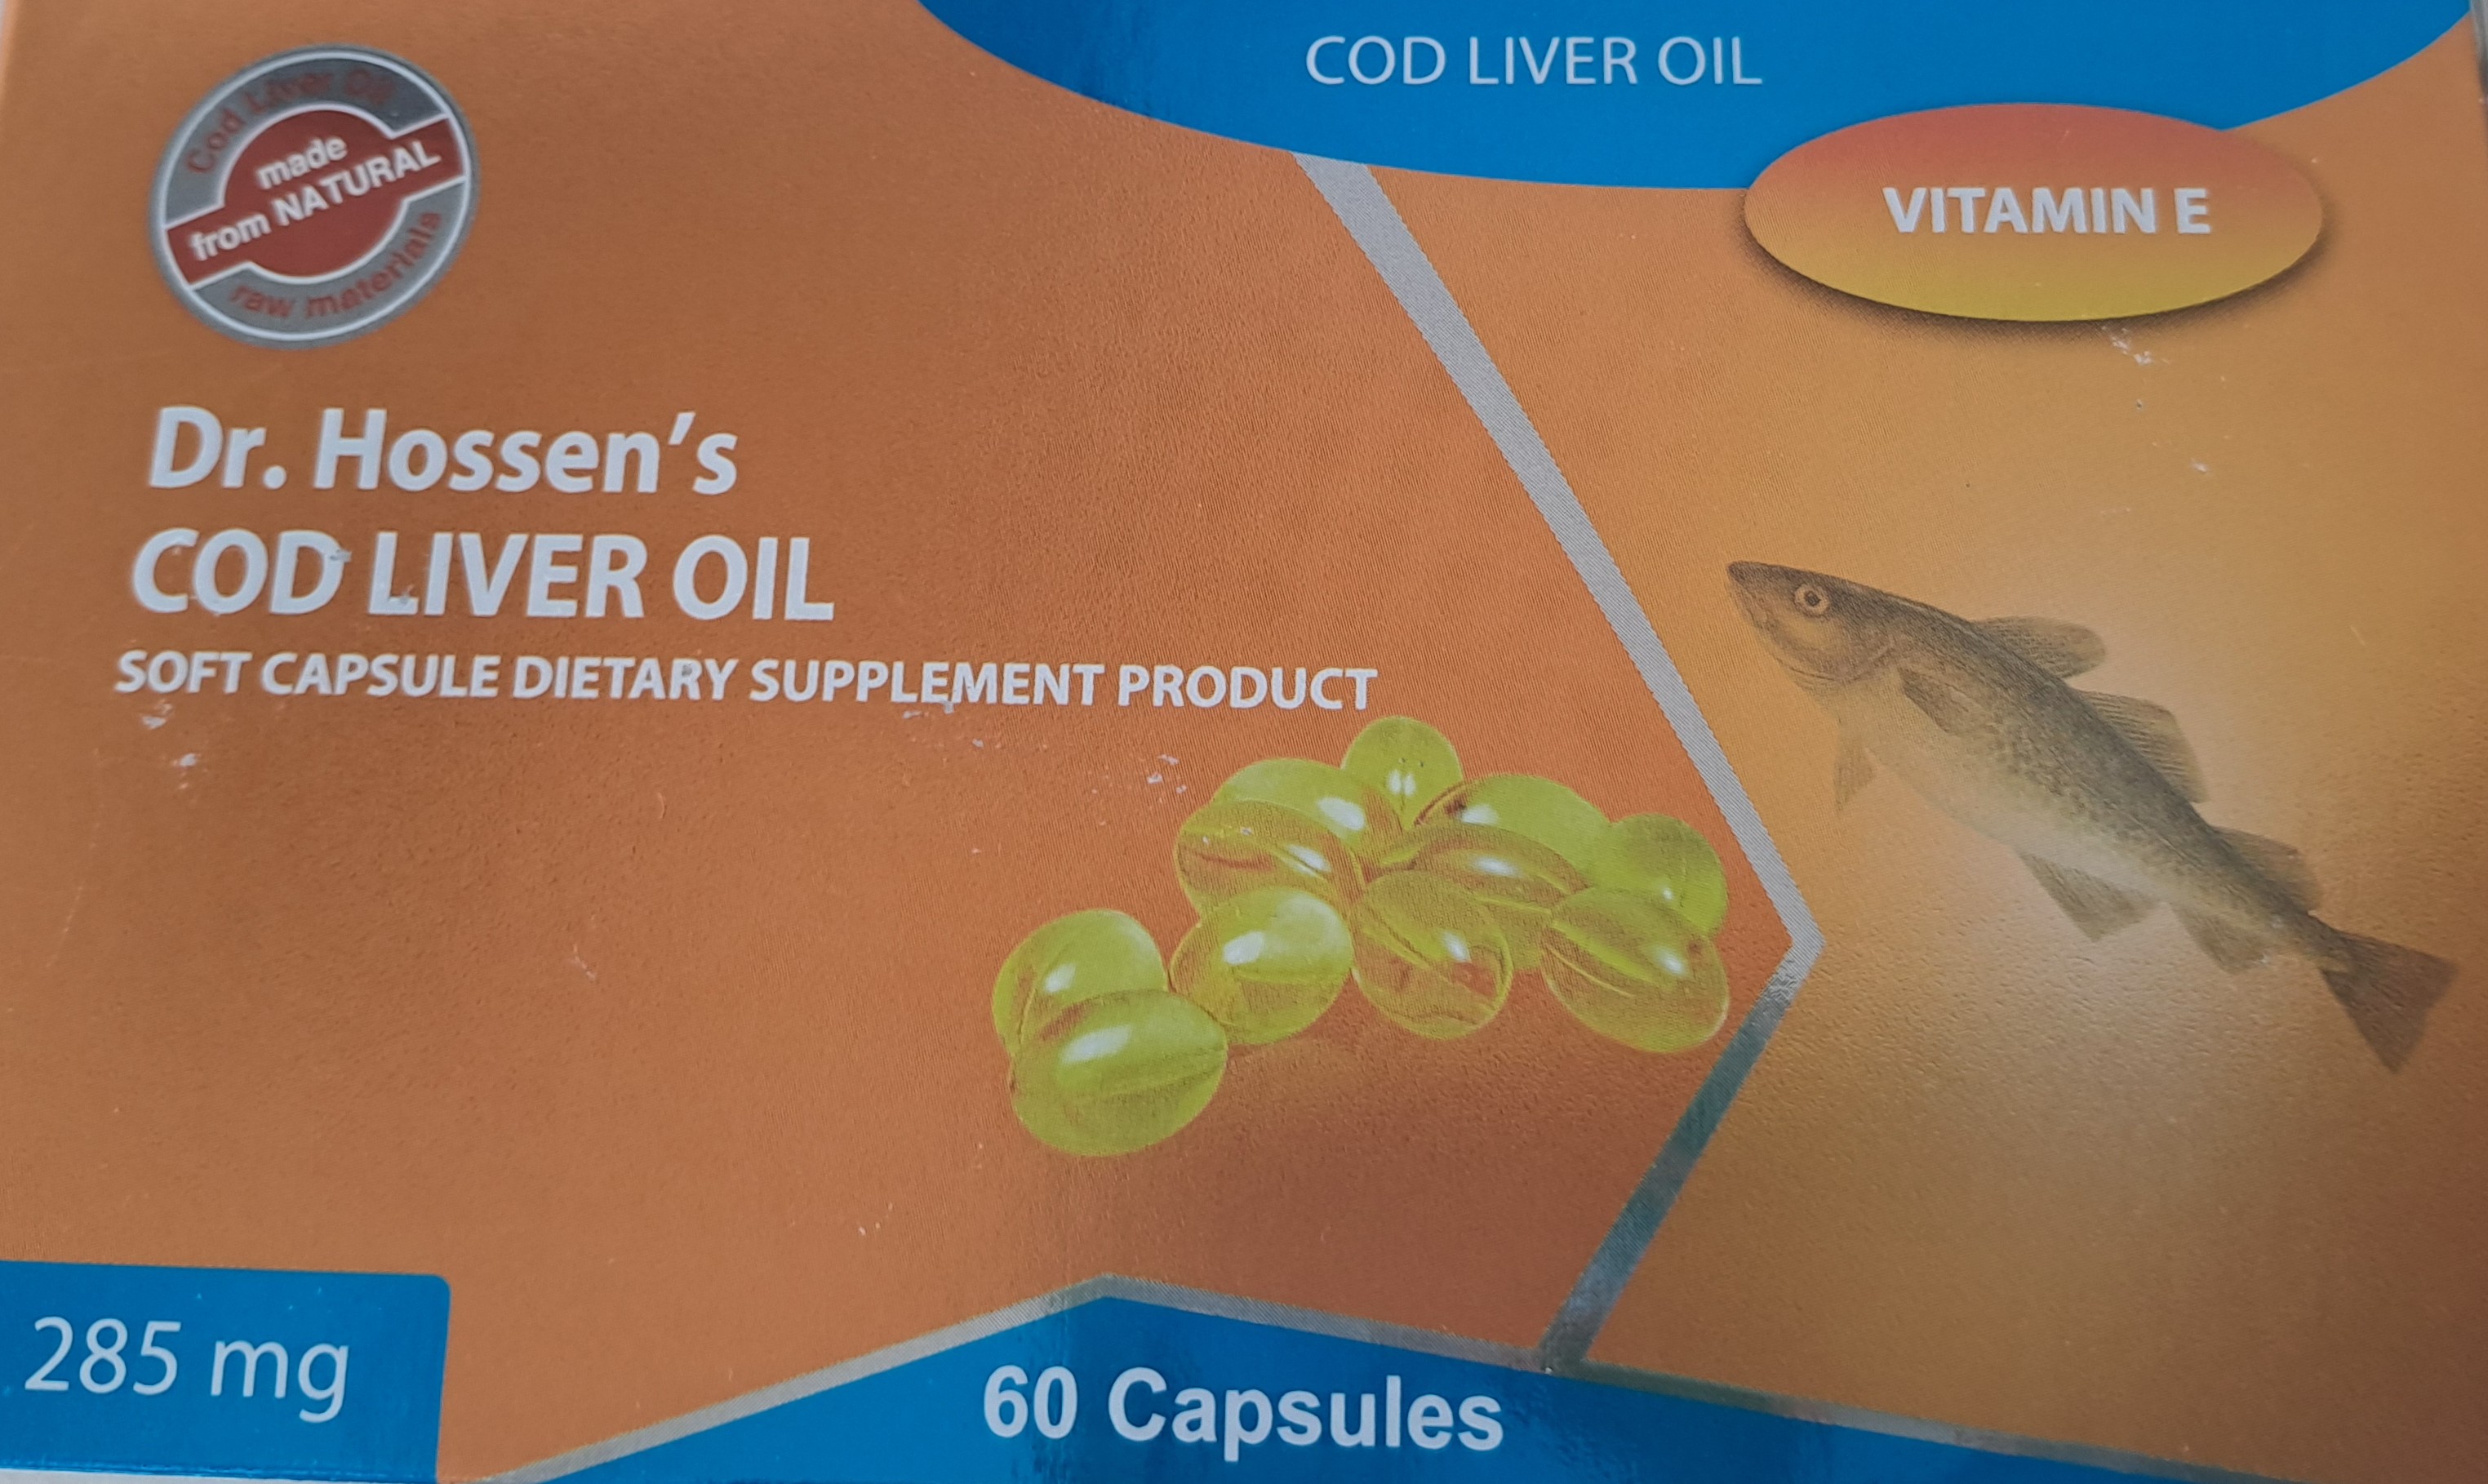 COD LIVER OIL
VITAMIN E
Cod Liver Oil
made
from NATURAL
raw materials
Dr. Hossen's
COD LIVER OIL
SOFT CAPSULE DIETARY SUPPLEMENT PRODUCT
285 mg
60 Capsules